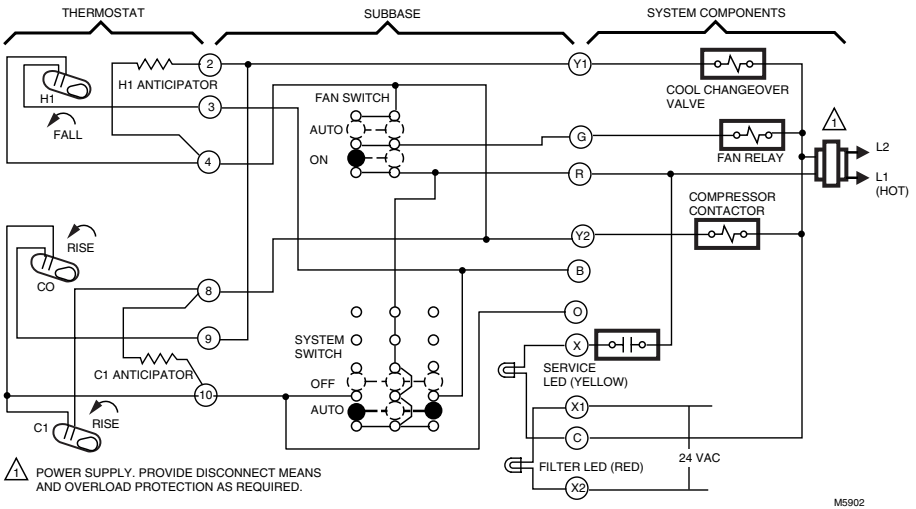 THERMOSTAT
SUBBASE
SYSTEM COMPONENTS
H1
FALL
H1 ANTICIPATOR
2
3
4
FAN SWITCH
AUTO
ON
Y1
COOL CHANGEOVER
VALVE
G
FAN RELAY
1
L2
L1
(HOT)
R
COMPRESSOR
CONTACTOR
Y2
B
O
RISE
CO
8
9
10
C1 ANTICIPATOR
C1
RISE
SYSTEM
SWITCH
OFF
AUTO
X
SERVICE
LED (YELLOW)
X1
C
24 VAC
FILTER LED (RED)
X2
1
POWER SUPPLY. PROVIDE DISCONNECT MEANS
AND OVERLOAD PROTECTION AS REQUIRED.
M5902